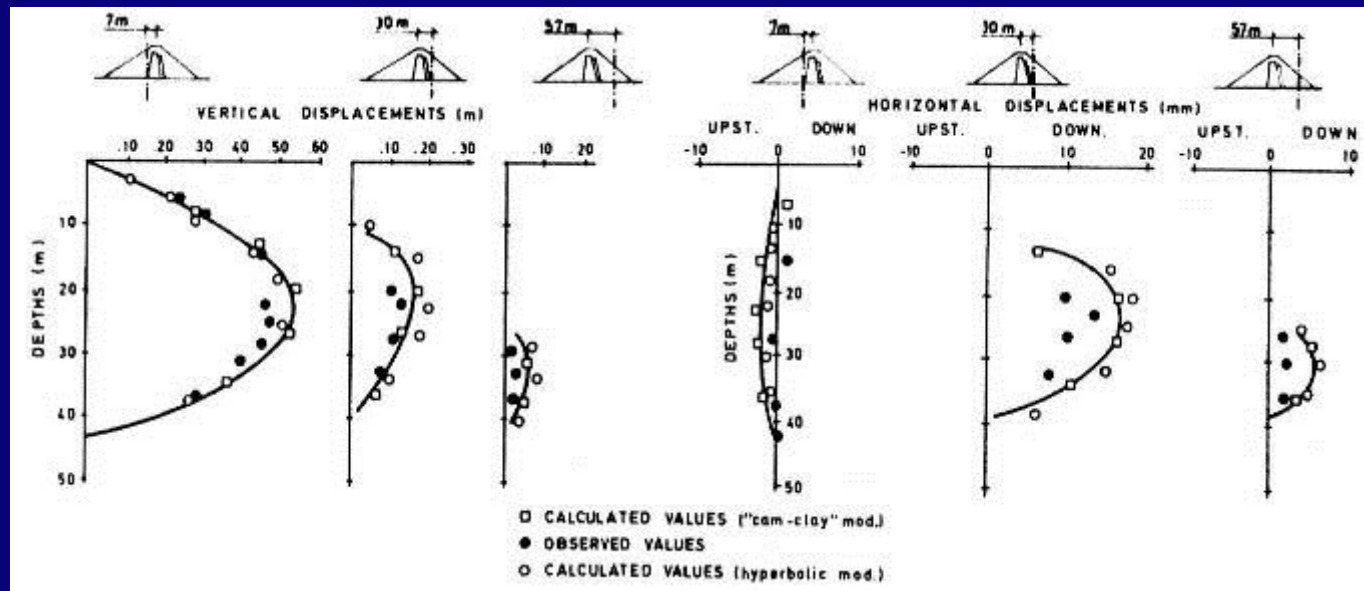 7m 30m 57m 7m 30m 57m
VERTICAL DISPLACEMENTS (m) HORIZONTAL DISPLACEMENTS (mm)
UPST. DOWN UPST. DOWN. UPST. DOWN
.10 20 30 40 50 60 10 20 30 10 20 -10 0 10 -10 0 10 20 -10 0 10
10 10
20 20
30 30
40 40
50 50
DEPTHS (m) DEPTHS (m)
□ CALCULATED VALUES ("cam-clay" mod.)
● OBSERVED VALUES
○ CALCULATED VALUES (hyperbolic mod.)